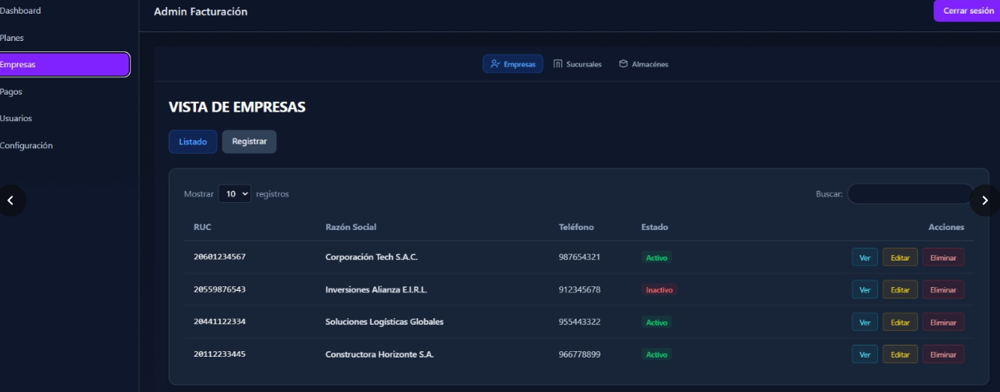 Dashboard
Planes
Empresas
Pagos
Usuarios
Configuración
Admin Facturación
Cerrar sesión
Empresas Sucursales Almacénes
VISTA DE EMPRESAS
Listado Registrar
Mostrar 10 registros Buscar:
RUC Razón Social Teléfono Estado Acciones
20601234567 Corporación Tech S.A.C. 987654321 Activo Ver Editar Eliminar
20559876543 Inversiones Alianza E.I.R.L. 912345678 Inactivo Ver Editar Eliminar
20441122334 Soluciones Logísticas Globales 955443322 Activo Ver Editar Eliminar
20112233445 Constructora Horizonte S.A. 966778899 Activo Ver Editar Eliminar